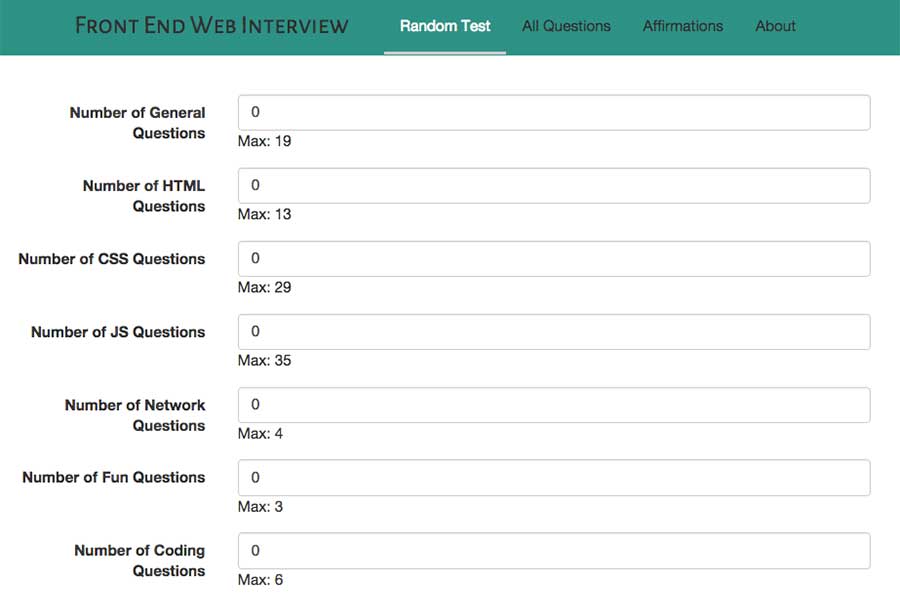 Front End Web Interview Random Test All Questions Affirmations About
Number of General
Questions
0
Max: 19
Number of HTML
Questions
0
Max: 13
Number of CSS Questions
0
Max: 29
Number of JS Questions
0
Max: 35
Number of Network
Questions
0
Max: 4
Number of Fun Questions
0
Max: 3
Number of Coding
Questions
0
Max: 6